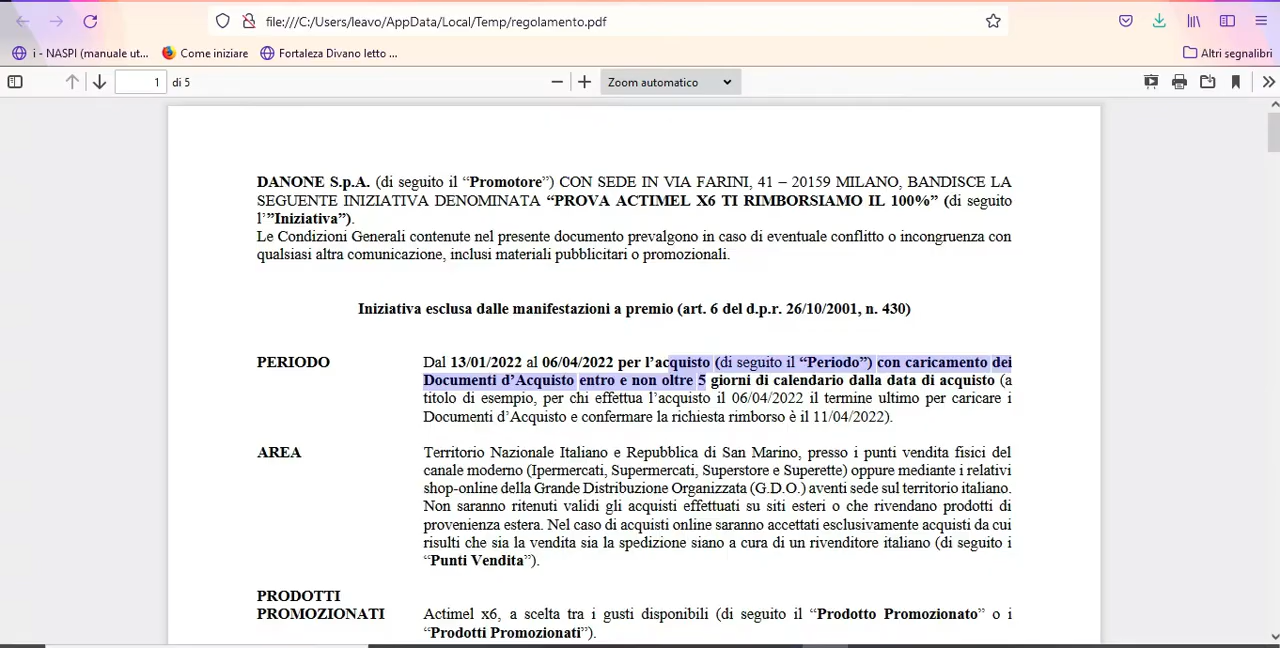 file:///C:/Users/leavo/AppData/Local/Temp/regolamento.pdf
i - NASPI (manuale ut... Come iniziare Fortaleza Divano letto ... Altri segnalibri
1 di 5 Zoom automatico
DANONE S.p.A. (di seguito il “Promotore”) CON SEDE IN VIA FARINI, 41 – 20159 MILANO, BANDISCE LA
SEGUENTE INIZIATIVA DENOMINATA “PROVA ACTIMEL X6 TI RIMBORSIAMO IL 100%” (di seguito
l’”Iniziativa”).
Le Condizioni Generali contenute nel presente documento prevalgono in caso di eventuale conflitto o incongruenza con
qualsiasi altra comunicazione, inclusi materiali pubblicitari o promozionali.
Iniziativa esclusa dalle manifestazioni a premio (art. 6 del d.p.r. 26/10/2001, n. 430)
PERIODO Dal 13/01/2022 al 06/04/2022 per l’acquisto (di seguito il “Periodo”) con caricamento dei
Documenti d’Acquisto entro e non oltre 5 giorni di calendario dalla data di acquisto (a
titolo di esempio, per chi effettua l’acquisto il 06/04/2022 il termine ultimo per caricare i
Documenti d’Acquisto e confermare la richiesta rimborso è il 11/04/2022).
AREA Territorio Nazionale Italiano e Repubblica di San Marino, presso i punti vendita fisici del
canale moderno (Ipermercati, Supermercati, Superstore e Superette) oppure mediante i relativi
shop-online della Grande Distribuzione Organizzata (G.D.O.) aventi sede sul territorio italiano.
Non saranno ritenuti validi gli acquisti effettuati su siti esteri o che rivendano prodotti di
provenienza estera. Nel caso di acquisti online saranno accettati esclusivamente acquisti da cui
risulti che sia la vendita sia la spedizione siano a cura di un rivenditore italiano (di seguito i
“Punti Vendita”).
PRODOTTI
PROMOZIONATI Actimel x6, a scelta tra i gusti disponibili (di seguito il “Prodotto Promozionato” o i
“Prodotti Promozionati”).